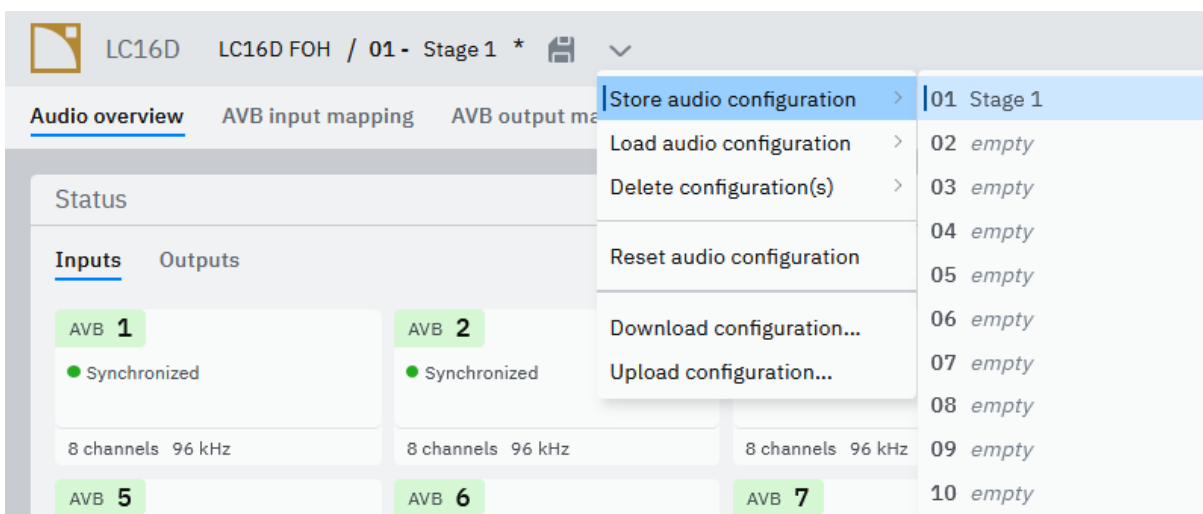 LC16D LC16D FOH / 01 - Stage 1 *
Audio overview AVB input mapping AVB output
Store audio configuration
Load audio configuration
Delete configuration(s)
Reset audio configuration
Download configuration...
Upload configuration...
01 Stage 1
02 empty
03 empty
04 empty
05 empty
06 empty
07 empty
08 empty
09 empty
10 empty
Status
Inputs Outputs
AVB 1
Synchronized
8 channels 96 kHz
AVB 2
Synchronized
8 channels 96 kHz
8 channels 96 kHz
AVB 5
AVB 6
AVB 7